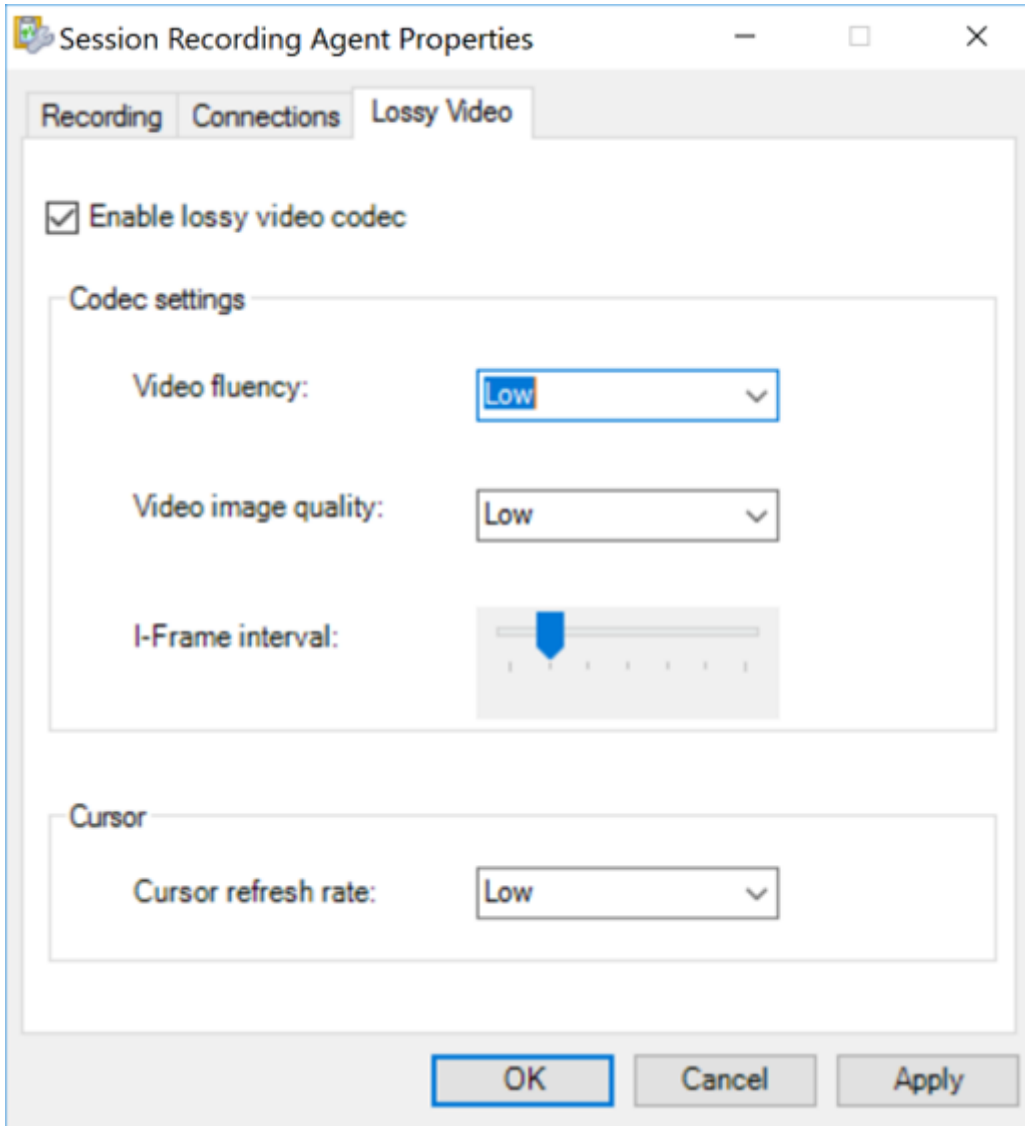 Session Recording Agent Properties
Recording Connections Lossy Video
Enable lossy video codec
Codec settings
Video fluency: Low
Video image quality: Low
I-Frame interval:
Cursor
Cursor refresh rate: Low
OK Cancel Apply